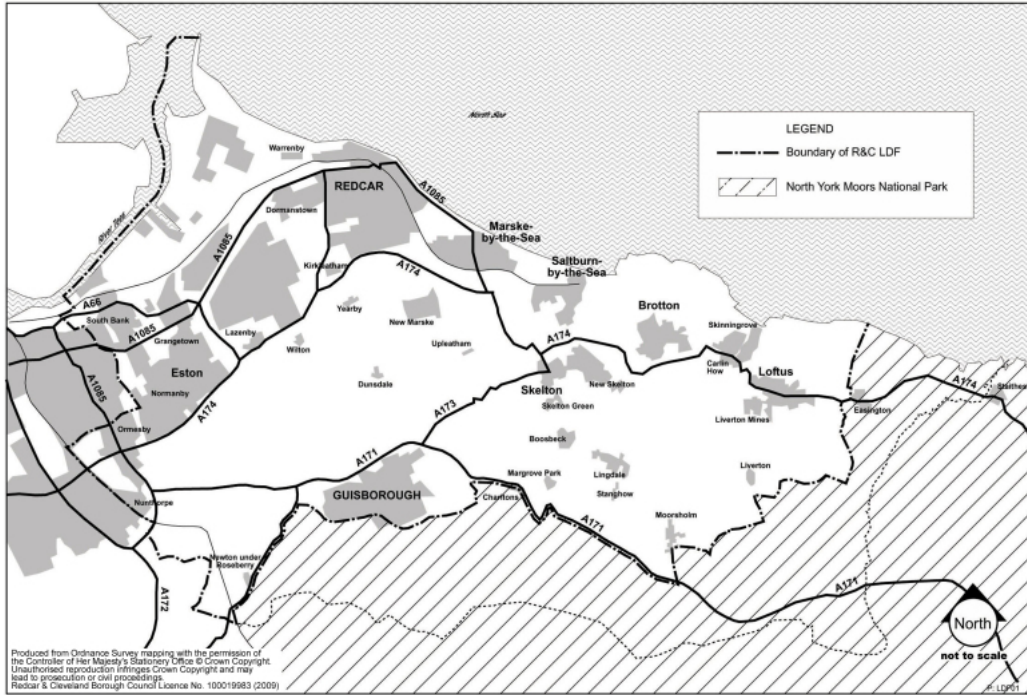 North Sea
LEGEND
Boundary of R&C LDF
North York Moors National Park
Warrenby
REDCAR
A1085
Dormanstown
River Tees
A1085
Marske-
by-the-Sea
Saltburn-
by-the-Sea
Kirkleatham
A174
A66
South Bank
A1085
Grangetown
Lazenby
Yearby
New Marske
Wilton
Upleatham
Brotton
Skinningrove
A174
Carlin
How
Loftus
A1085
Eston
Normanby
A174
Dunsdale
Skelton
New Skelton
Skelton Green
Liverton Mines
Easington
A174
Staithes
Ormesby
A173
Boosbeck
A171
Margrove Park
Lingdale
Stanghow
Liverton
Nunthorpe
GUISBOROUGH
Charltons
A171
Moorsholm
Newton under
Roseberry
A172
A171
North
not to scale
Produced from Ordnance Survey mapping with the permission of
the Controller of Her Majesty's Stationery Office © Crown Copyright.
Unauthorised reproduction infringes Crown Copyright and may
lead to prosecution or civil proceedings.
Redcar & Cleveland Borough Council Licence No. 100019983 (2009)
P: LDF01